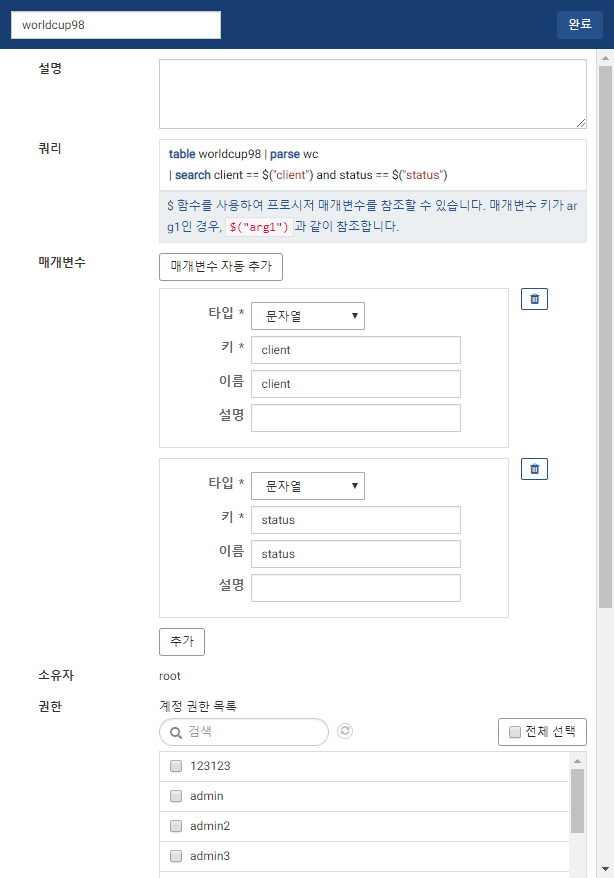 worldcup98
완료
설명
쿼리
table worldcup98 | parse wc
| search client == $("client") and status == $("status")
$ 함수를 사용하여 프로시저 매개변수를 참조할 수 있습니다. 매개변수 키가 ar
g1인 경우, $("arg1") 과 같이 참조합니다.
매개변수
매개변수 자동 추가
타입 * 문자열
키 * client
이름 client
설명
타입 * 문자열
키 * status
이름 status
설명
추가
소유자 root
권한 계정 권한 목록
검색
전체 선택
123123
admin
admin2
admin3